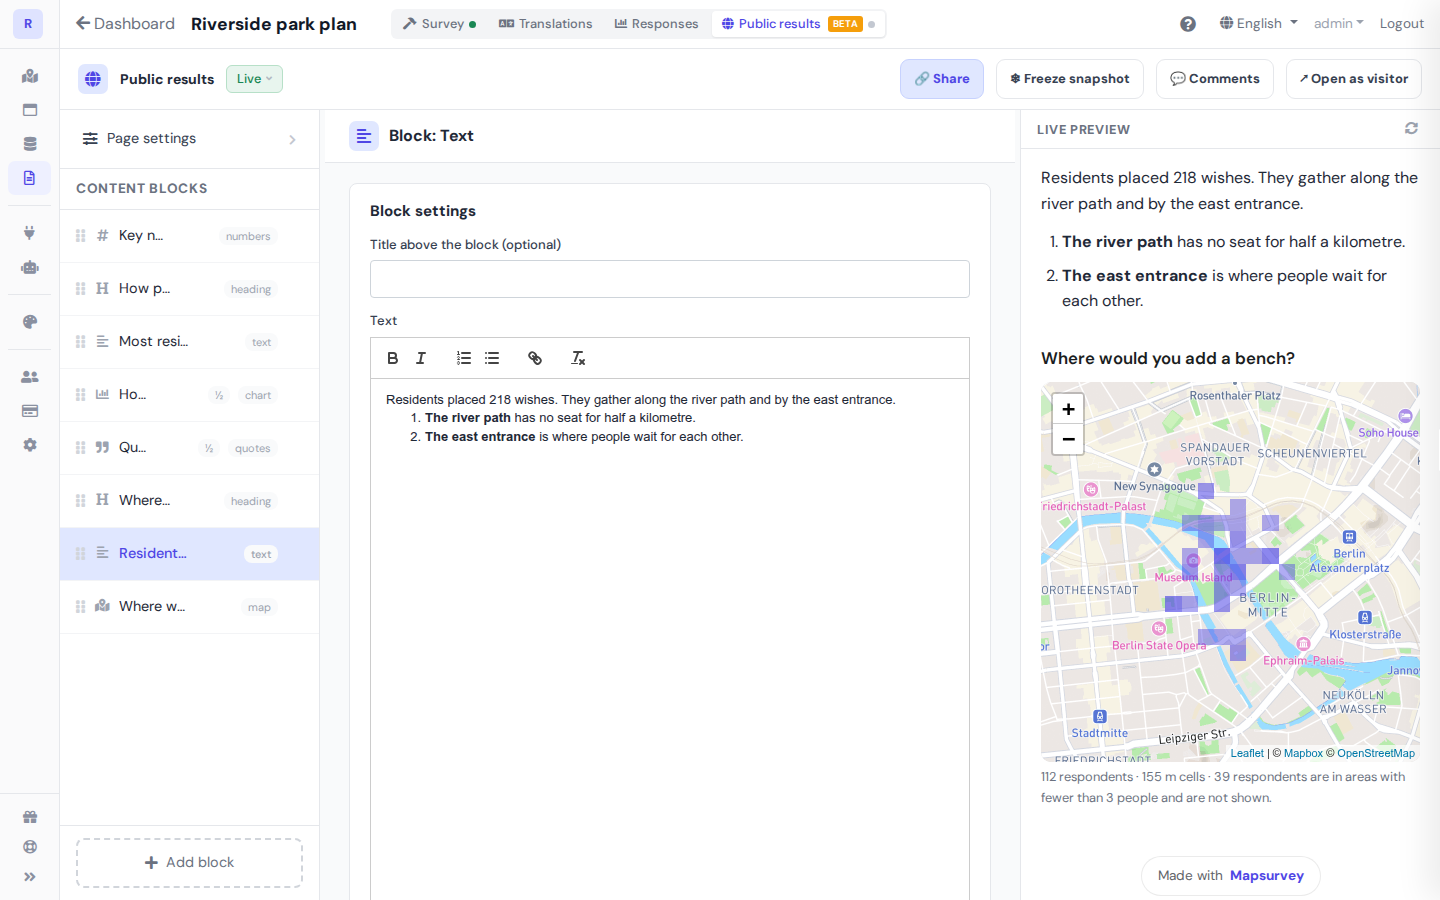 R
Dashboard
Riverside park plan
Survey
Translations
Responses
Public results BETA
English
admin
Logout
Public results
Live
Share
Freeze snapshot
Comments
Open as visitor
Page settings
CONTENT BLOCKS
Key n… numbers
How p… heading
Most resi… text
Ho… ½ chart
Qu… ½ quotes
Where… heading
Resident… text
Where w… map
Add block
Block: Text
Block settings
Title above the block (optional)
Text
Residents placed 218 wishes. They gather along the river path and by the east entrance.
1. The river path has no seat for half a kilometre.
2. The east entrance is where people wait for each other.
LIVE PREVIEW
Residents placed 218 wishes. They gather along the
river path and by the east entrance.
1. The river path has no seat for half a kilometre.
2. The east entrance is where people wait for
each other.
Where would you add a bench?
+
−
Rosenthaler Platz
Soho House
SPANDAUER
VORSTADT
SCHEUNENVIERTEL
New Synagogue
riedrichstadt-Palast
Berlin
Alexanderplatz
Museum Island
OROTHEENSTADT
BERLIN-
MITTE
Klosterstraße
Berlin State Opera
Ephraim-Palais
Janno
NEUKÖLLN
AM WASSER
Stadtmitte
Leipziger Str.
FRIEDRICHSTADT
Leaflet | © Mapbox © OpenStreetMap
112 respondents · 155 m cells · 39 respondents are in areas with
fewer than 3 people and are not shown.
Made with Mapsurvey